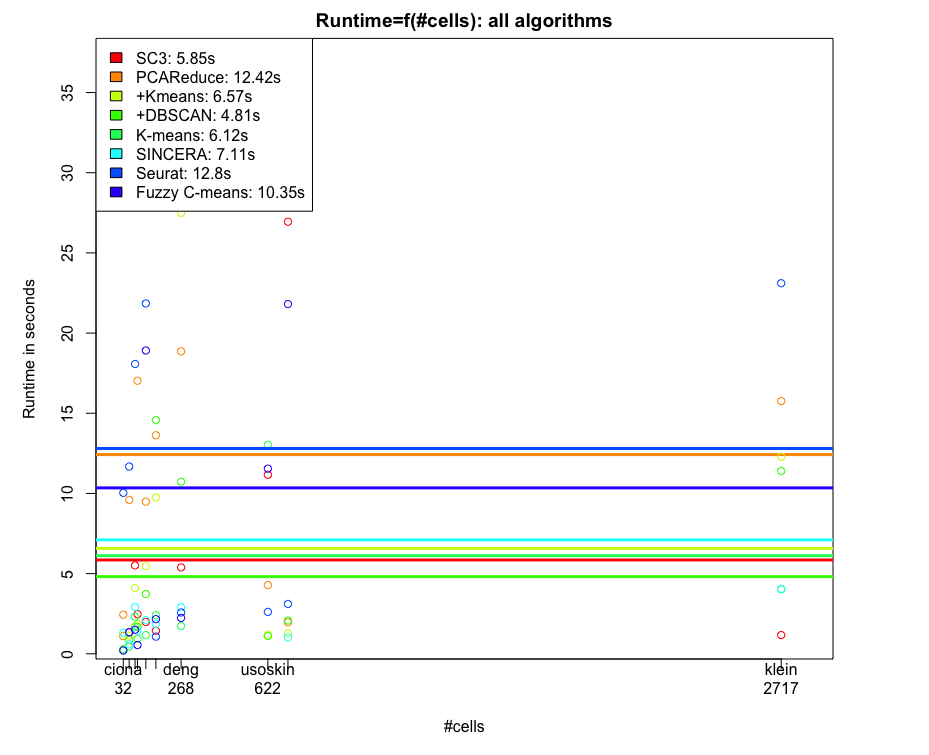 Runtime=f(#cells): all algorithms
SC3: 5.85s
PCAReduce: 12.42s
+Kmeans: 6.57s
+DBSCAN: 4.81s
K-means: 6.12s
SINCERA: 7.11s
Seurat: 12.8s
Fuzzy C-means: 10.35s
Runtime in seconds
35
30
25
20
15
10
5
0
ciona deng usoskin klein
32 268 622 2717
#cells